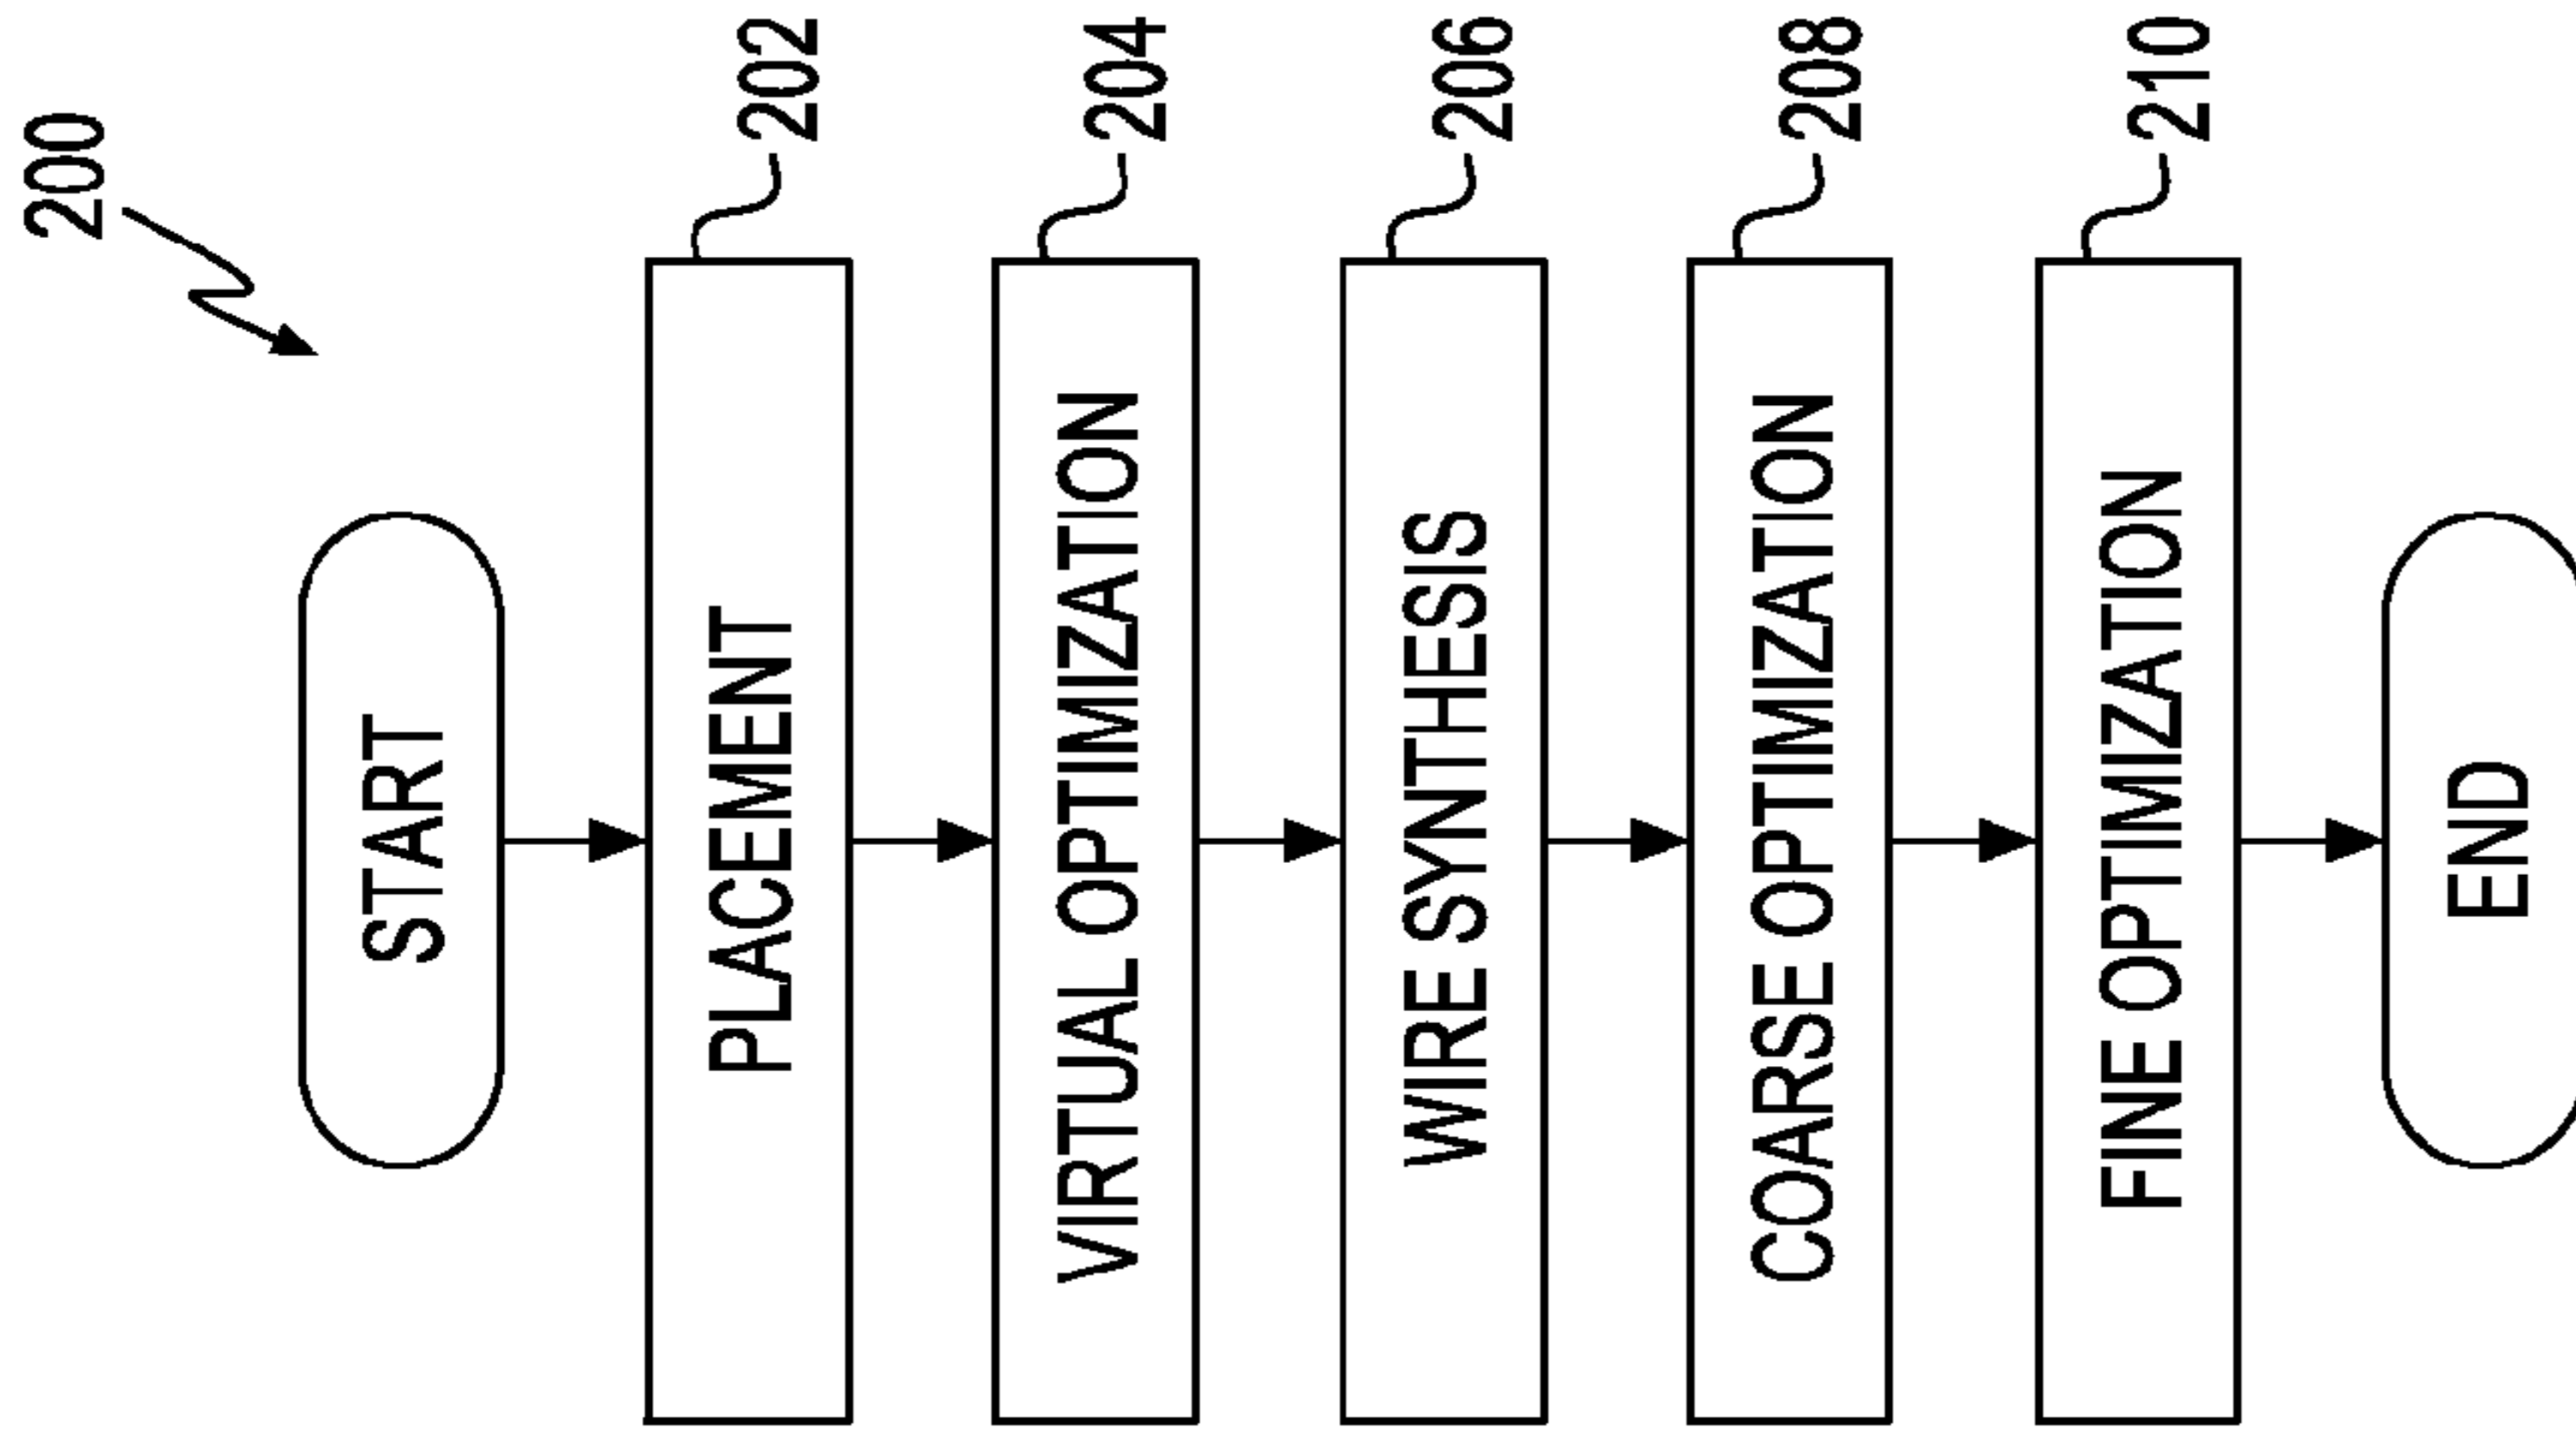 200
START
PLACEMENT
202
VIRTUAL OPTIMIZATION
204
WIRE SYNTHESIS
206
COARSE OPTIMIZATION
208
FINE OPTIMIZATION
210
END